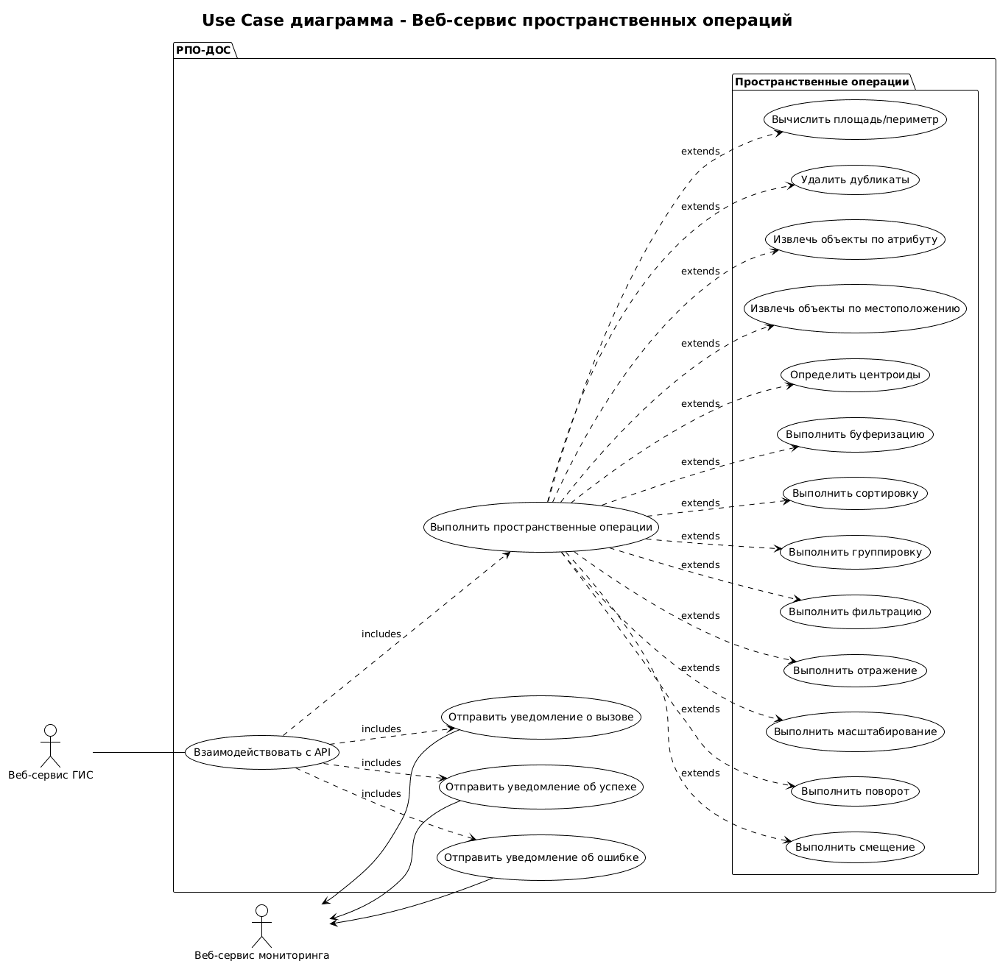 Use Case диаграмма - Веб-сервис пространственных операций
РПО-ДОС
Пространственные операции
Вычислить площадь/периметр
extends
Удалить дубликаты
extends
Извлечь объекты по атрибуту
extends
Извлечь объекты по местоположению
extends
Определить центроиды
extends
Выполнить буферизацию
extends
Выполнить сортировку
extends
Выполнить пространственные операции
extends
Выполнить группировку
extends
Выполнить фильтрацию
extends
includes
Выполнить отражение
extends
Отправить уведомление о вызове
extends
includes
Выполнить масштабирование
Взаимодействовать с API
includes
extends
Веб-сервис ГИС
Отправить уведомление об успехе
includes
Выполнить поворот
Выполнить смещение
Отправить уведомление об ошибке
Веб-сервис мониторинга